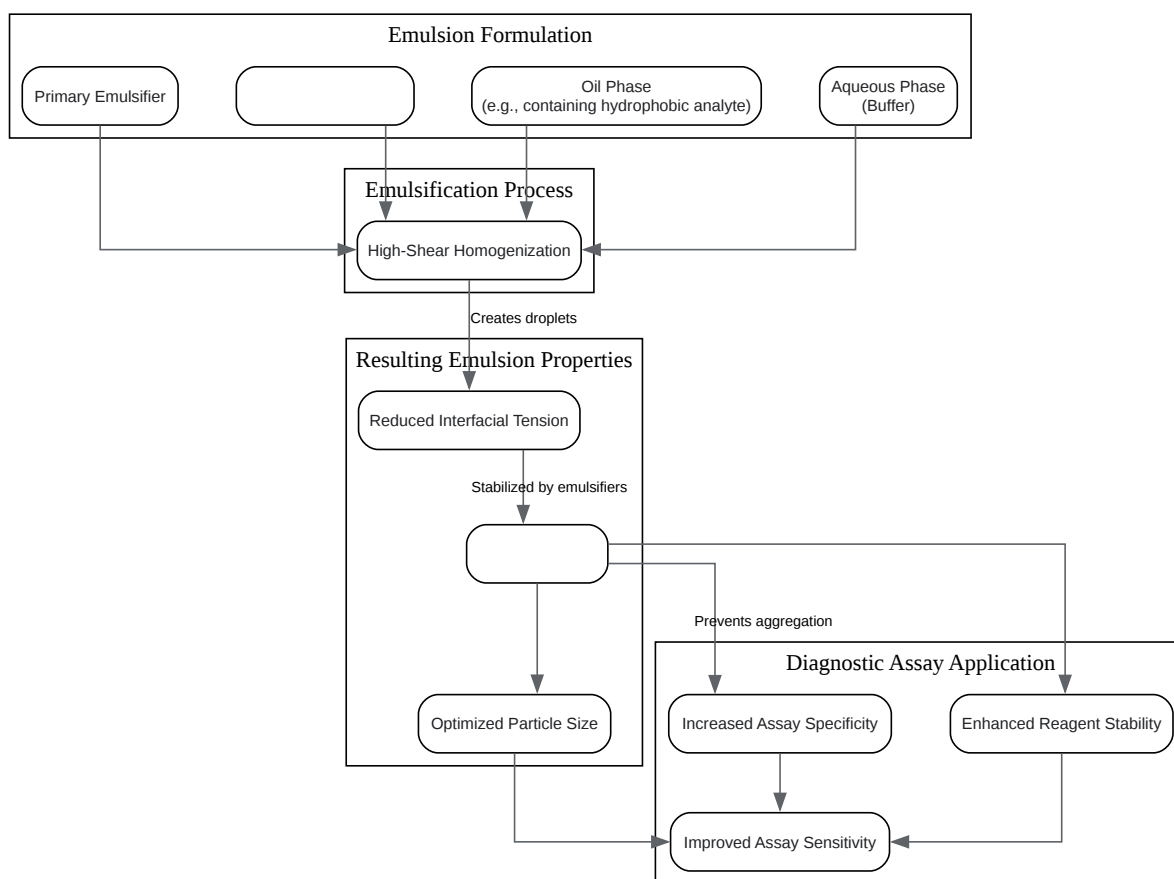 Emulsion Formulation
Primary Emulsifier
Oil Phase
(e.g., containing hydrophobic analyte)
Aqueous Phase
(Buffer)
Emulsification Process
High-Shear Homogenization
Creates droplets
Resulting Emulsion Properties
Reduced Interfacial Tension
Stabilized by emulsifiers
Prevents aggregation
Diagnostic Assay Application
Optimized Particle Size
Increased Assay Specificity
Enhanced Reagent Stability
Improved Assay Sensitivity